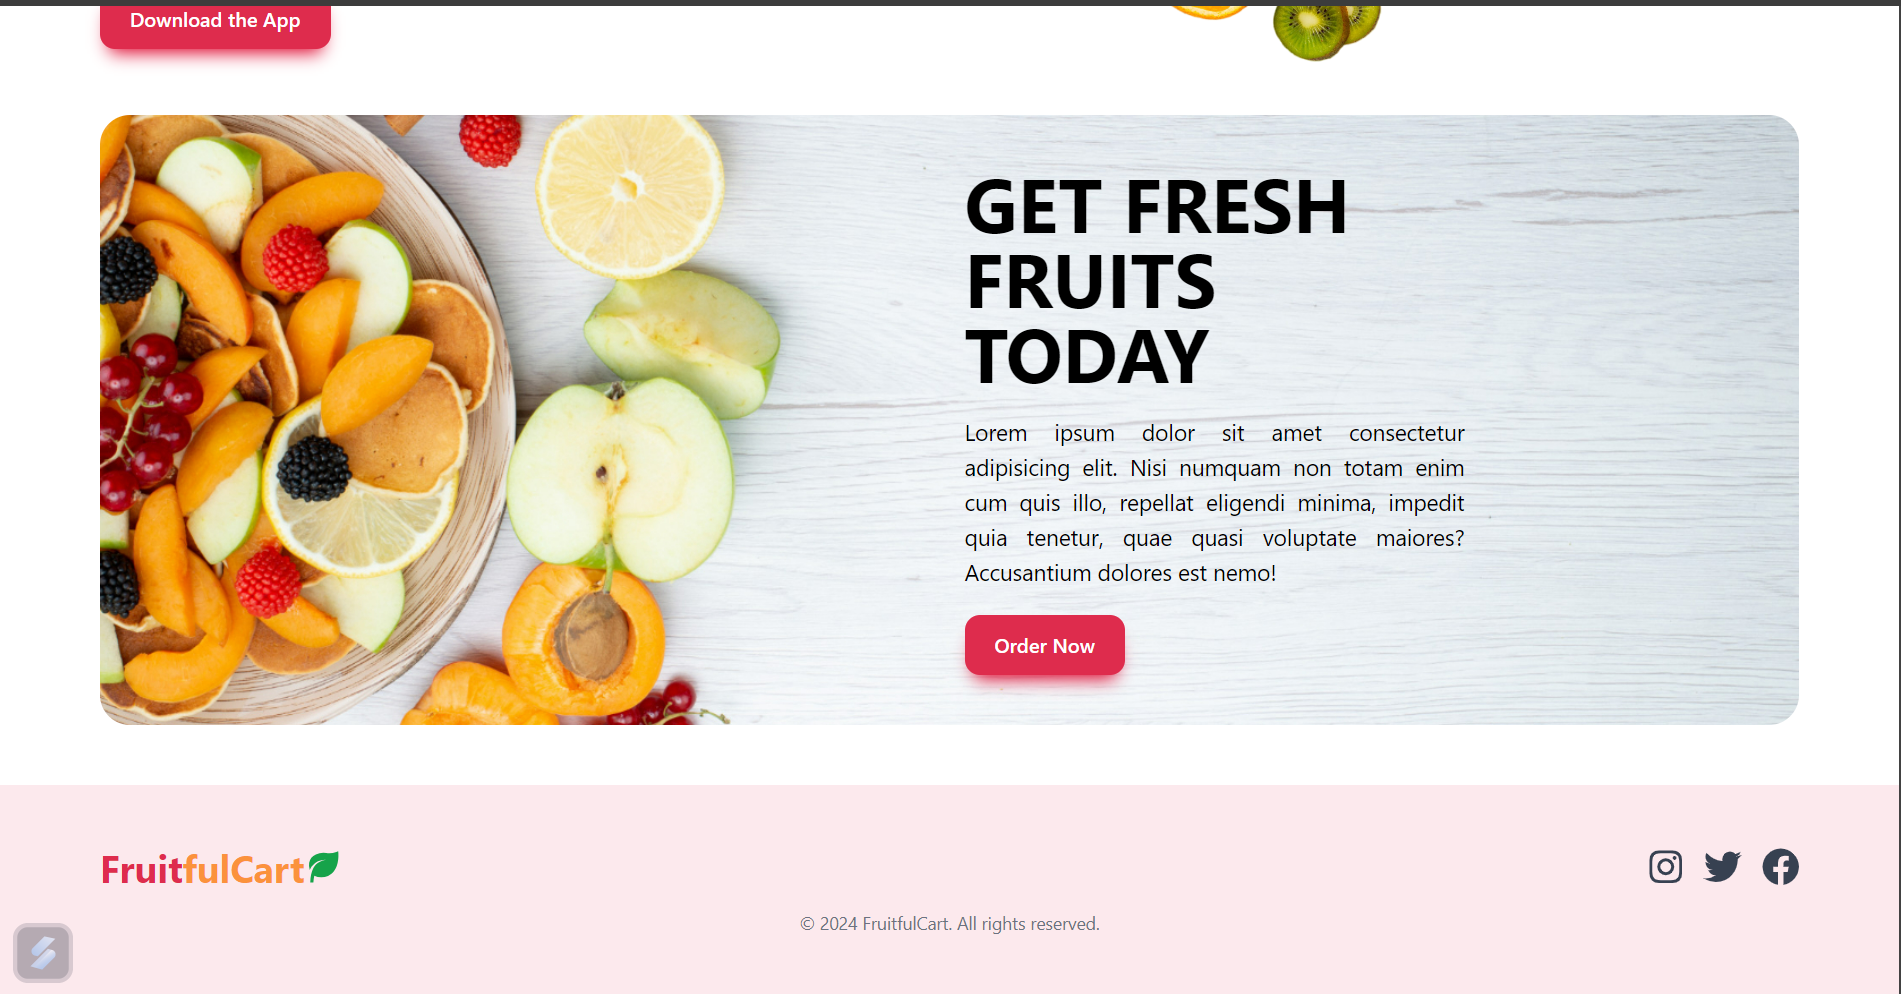 Download the App
GET FRESH
FRUITS
TODAY
Lorem ipsum dolor sit amet consectetur
adipisicing elit. Nisi numquam non totam enim
cum quis illo, repellat eligendi minima, impedit
quia tenetur, quae quasi voluptate maiores?
Accusantium dolores est nemo!
Order Now
FruitfulCart
© 2024 FruitfulCart. All rights reserved.